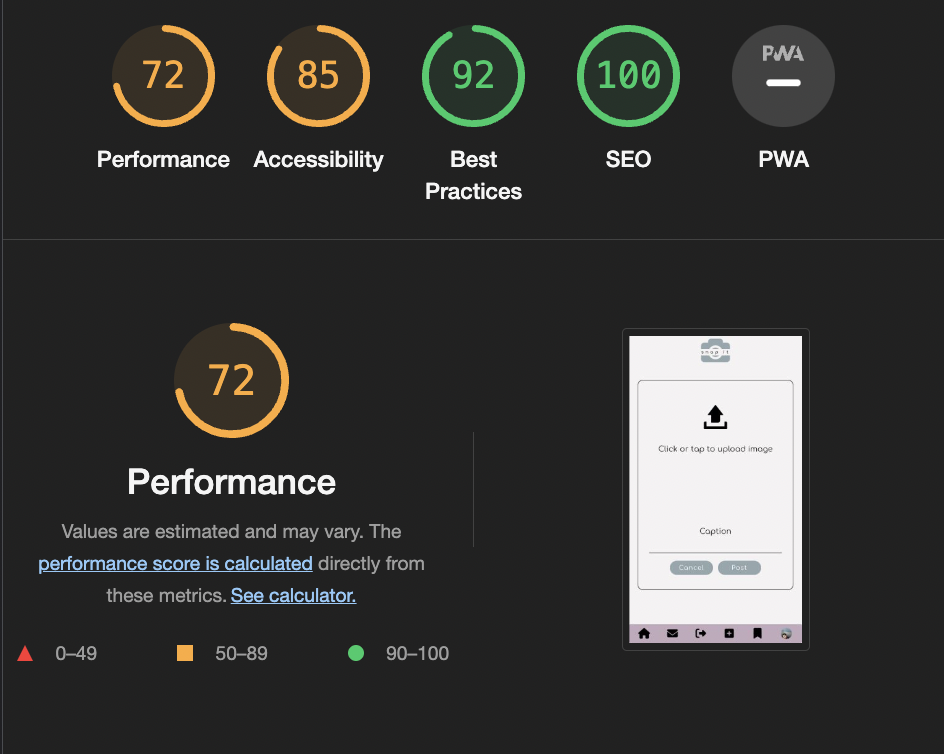 PWA
72
85
92
100
Performance
Accessibility
Best
Practices
SEO
PWA
72
Performance
Values are estimated and may vary. The
performance score is calculated directly from
these metrics. See calculator.
0–49
50–89
90–100
snap it
Click or tap to upload image
Caption
Cancel
Post